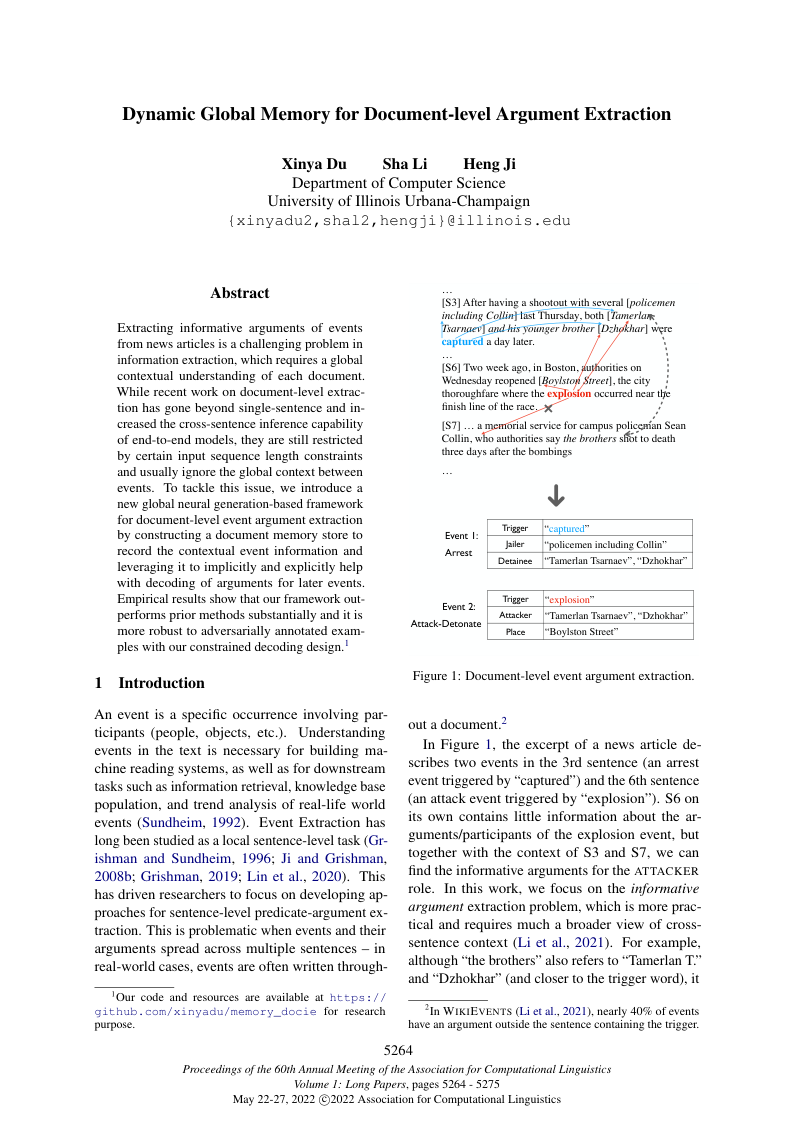 Dynamic Global Memory for Document-level Argument Extraction
Xinya Du Sha Li Heng Ji
Department of Computer Science
University of Illinois Urbana-Champaign
{xinyadu2,shal2,hengji}@illinois.edu
Abstract
Extracting informative arguments of events
from news articles is a challenging problem in
information extraction, which requires a global
contextual understanding of each document.
While recent work on document-level extrac-
tion has gone beyond single-sentence and in-
creased the cross-sentence inference capability
of end-to-end models, they are still restricted
by certain input sequence length constraints
and usually ignore the global context between
events. To tackle this issue, we introduce a
new global neural generation-based framework
for document-level event argument extraction
by constructing a document memory store to
record the contextual event information and
leveraging it to implicitly and explicitly help
with decoding of arguments for later events.
Empirical results show that our framework out-
performs prior methods substantially and it is
more robust to adversarially annotated exam-
ples with our constrained decoding design.1
1 Introduction
An event is a specific occurrence involving par-
ticipants (people, objects, etc.). Understanding
events in the text is necessary for building ma-
chine reading systems, as well as for downstream
tasks such as information retrieval, knowledge base
population, and trend analysis of real-life world
events (Sundheim, 1992). Event Extraction has
long been studied as a local sentence-level task (Gr-
ishman and Sundheim, 1996; Ji and Grishman,
2008b; Grishman, 2019; Lin et al., 2020). This
has driven researchers to focus on developing ap-
proaches for sentence-level predicate-argument ex-
traction. This is problematic when events and their
arguments spread across multiple sentences – in
real-world cases, events are often written through-
1Our code and resources are available at https://
github.com/xinyadu/memory_docie for research
purpose.
…
[S3] After having a shootout with several [policemen
including Collin] last Thursday, both [Tamerlan
Tsarnaev] and his younger brother [Dzhokhar] were
captured a day later.
…
[S6] Two week ago, in Boston, authorities on
Wednesday reopened [Boylston Street], the city
thoroughfare where the explosion occurred near the
finish line of the race.
[S7] … a memorial service for campus policeman Sean
Collin, who authorities say the brothers shot to death
three days after the bombings
…
Event 1:
Arrest
Trigger "captured"
Jailer "policemen including Collin"
Detainee "Tamerlan Tsarnaev", "Dzhokhar"
Event 2:
Attack-Detonate
Trigger "explosion"
Attacker "Tamerlan Tsarnaev", "Dzhokhar"
Place "Boylston Street"
Figure 1: Document-level event argument extraction.
out a document.2
In Figure 1, the excerpt of a news article de-
scribes two events in the 3rd sentence (an arrest
event triggered by "captured") and the 6th sentence
(an attack event triggered by "explosion"). S6 on
its own contains little information about the ar-
guments/participants of the explosion event, but
together with the context of S3 and S7, we can
find the informative arguments for the ATTACKER
role. In this work, we focus on the informative
argument extraction problem, which is more prac-
tical and requires much a broader view of cross-
sentence context (Li et al., 2021). For example,
although "the brothers" also refers to "Tamerlan T."
and "Dzhokhar" (and closer to the trigger word), it
2In WIKIEVENTS (Li et al., 2021), nearly 40% of events
have an argument outside the sentence containing the trigger.
5264
Proceedings of the 60th Annual Meeting of the Association for Computational Linguistics
Volume 1: Long Papers, pages 5264 - 5275
May 22-27, 2022 ©2022 Association for Computational Linguistics